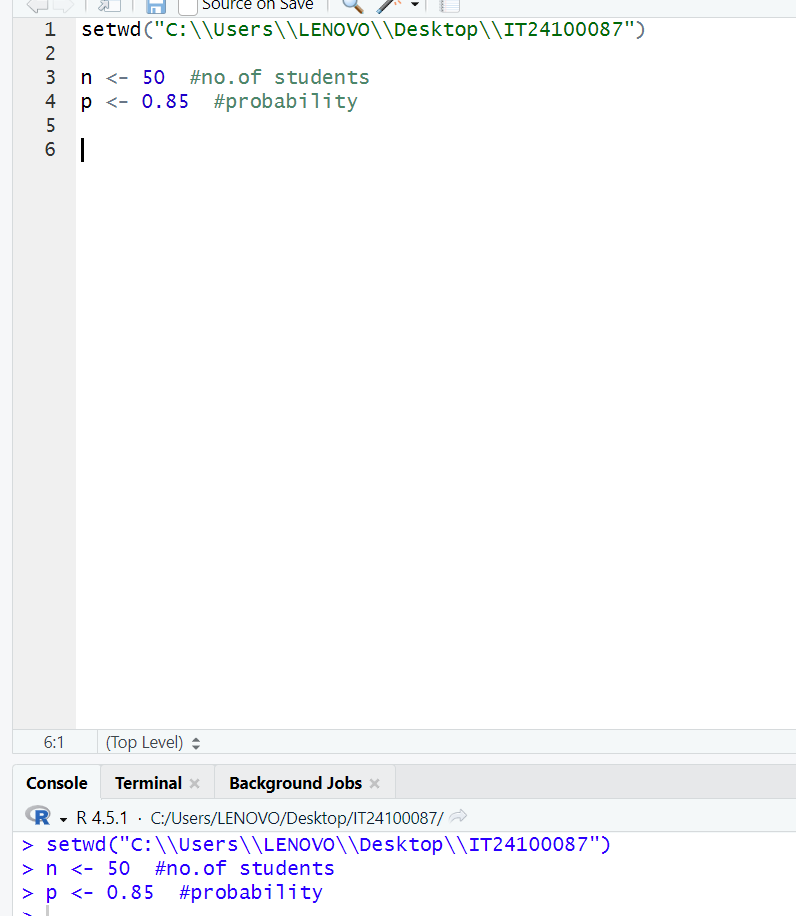 Source on Save
1 setwd("C:\\Users\\LENOVO\\Desktop\\IT24100087")
2
3 n <- 50  #no.of students
4 p <- 0.85  #probability
5
6
6:1 (Top Level)
Console Terminal Background Jobs
R R 4.5.1 · C:/Users/LENOVO/Desktop/IT24100087/
> setwd("C:\\Users\\LENOVO\\Desktop\\IT24100087")
> n <- 50  #no.of students
> p <- 0.85  #probability
>